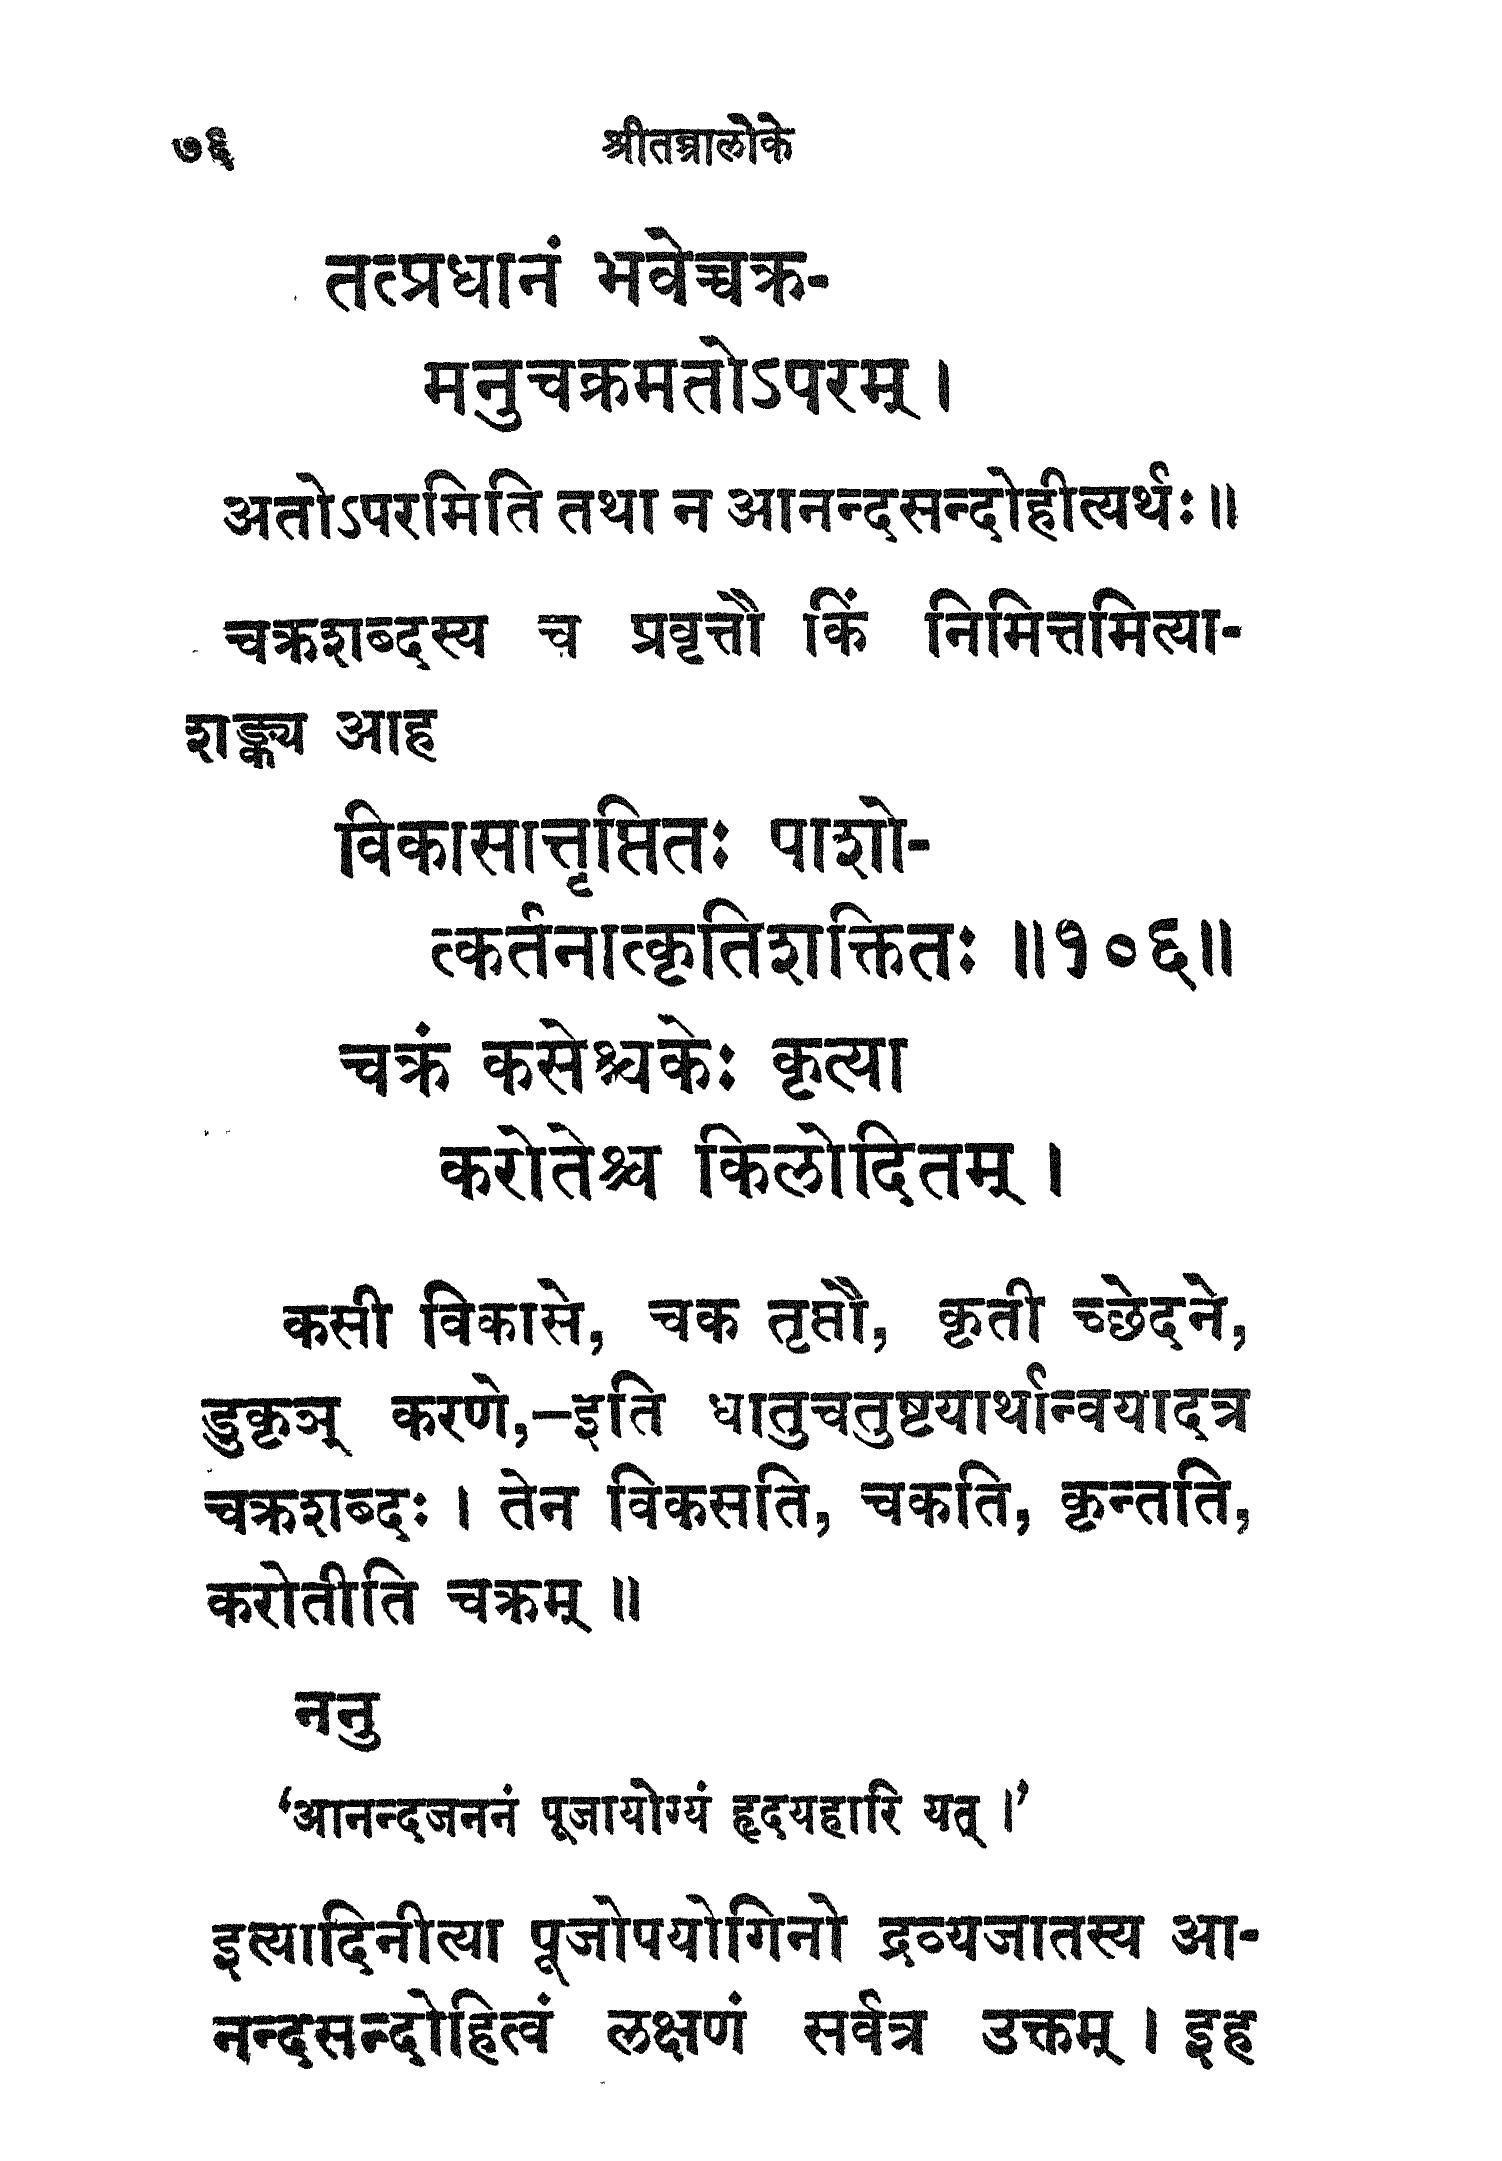 ७६ श्रीतन्त्रालोके
तत्प्रधानं भवेच्चक्र-
मनुचक्रमतोऽपरम् ।
अतोऽपरमिति तथा न आनन्दसन्दोहीत्यर्थः॥
चक्रशब्दस्य च प्रवृत्तौ किं निमित्तमित्या-
शङ्क्य आह
विकासात्तृप्तितः पाशो-
त्कर्तनात्कृतिशक्तितः ॥१०६॥
चक्रं कसेश्चकेः कृत्या
करोतेश्च किलोदितम् ।
कसी विकासे, चक तृप्तौ, कृती च्छेदने,
डुकृञ् करणे,—इति धातुचतुष्टयार्थान्वयादत्र
चक्रशब्दः । तेन विकसति, चकति, कृन्तति,
करोतीति चक्रम् ॥
ननु
‘आनन्दजननं पूजायोग्यं हृदयहारि यत् ।’
इत्यादिनीत्या पूजोपयोगिनो द्रव्यजातस्य आ-
नन्दसन्दोहित्वं लक्षणं सर्वत्र उक्तम् । इह